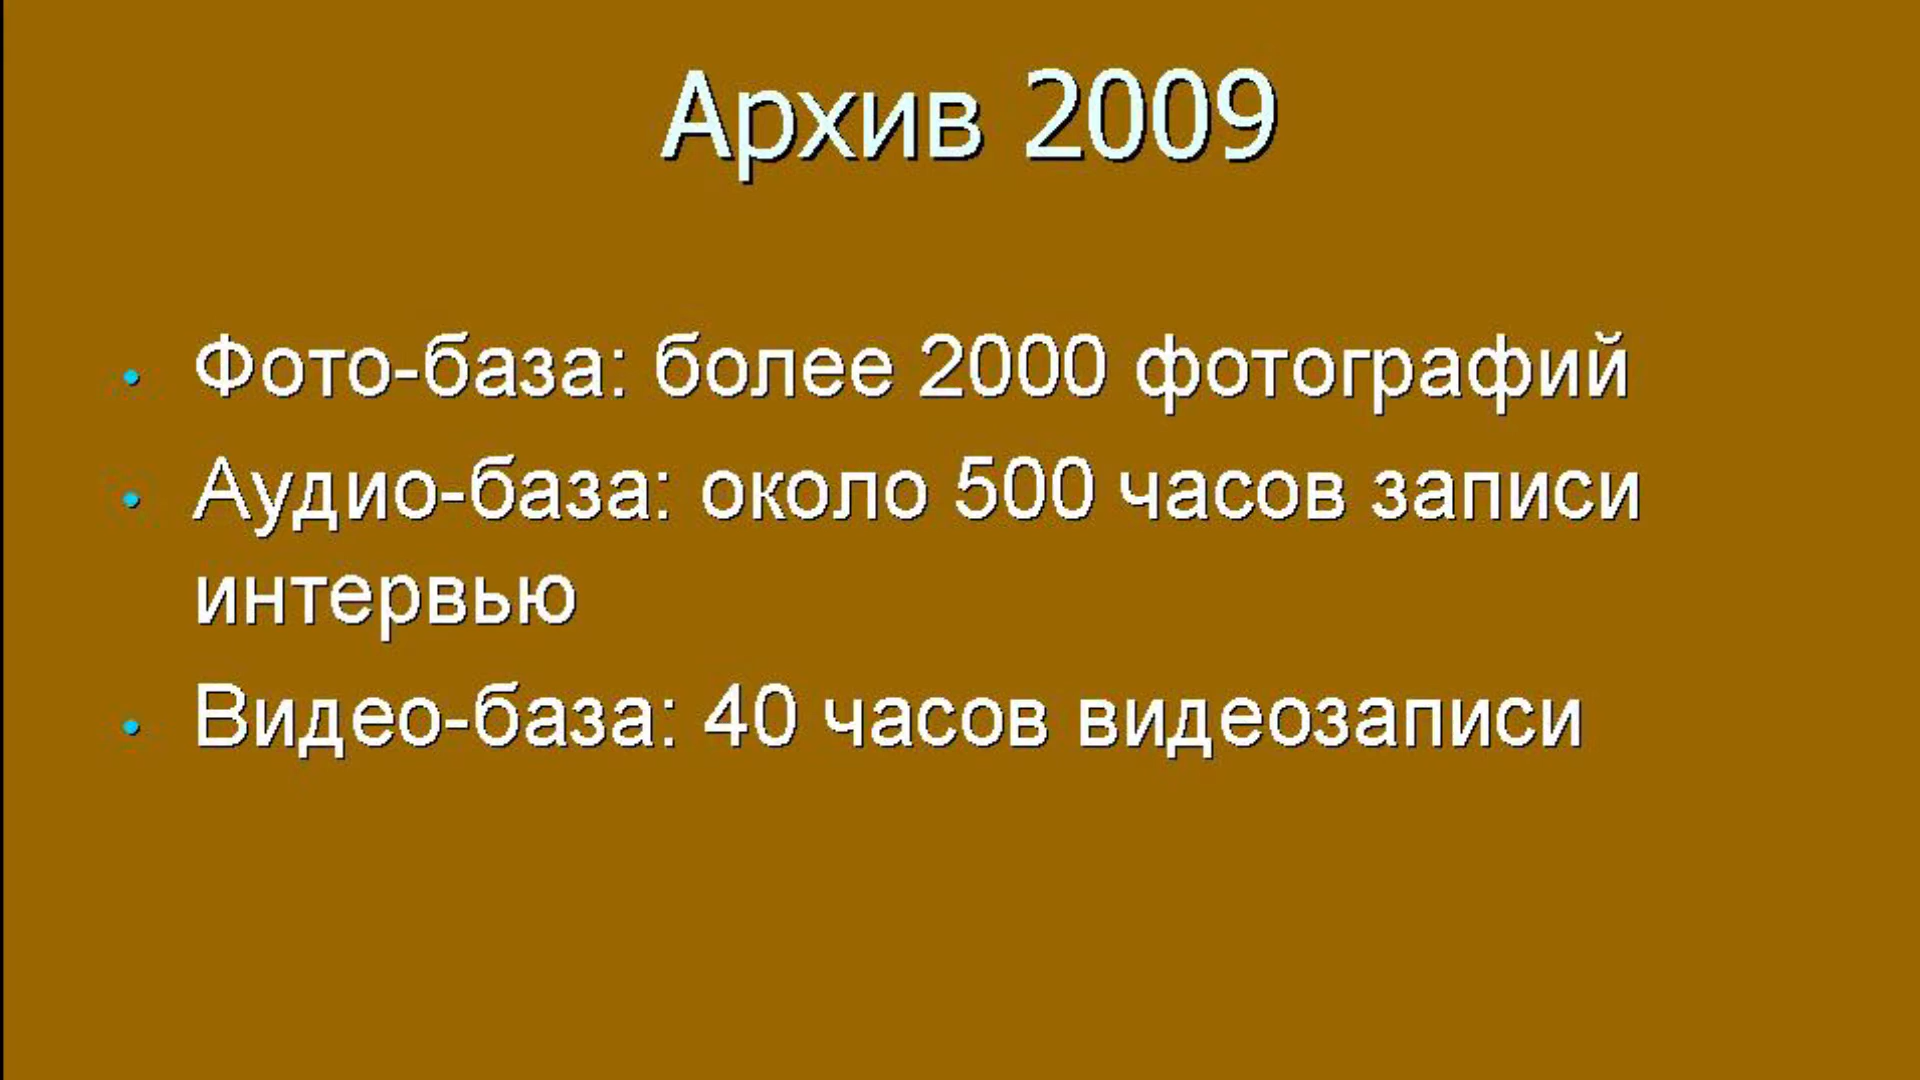 Архив 2009
• Фото-база: более 2000 фотографий
• Аудио-база: около 500 часов записи
интервью
• Видео-база: 40 часов видеозаписи